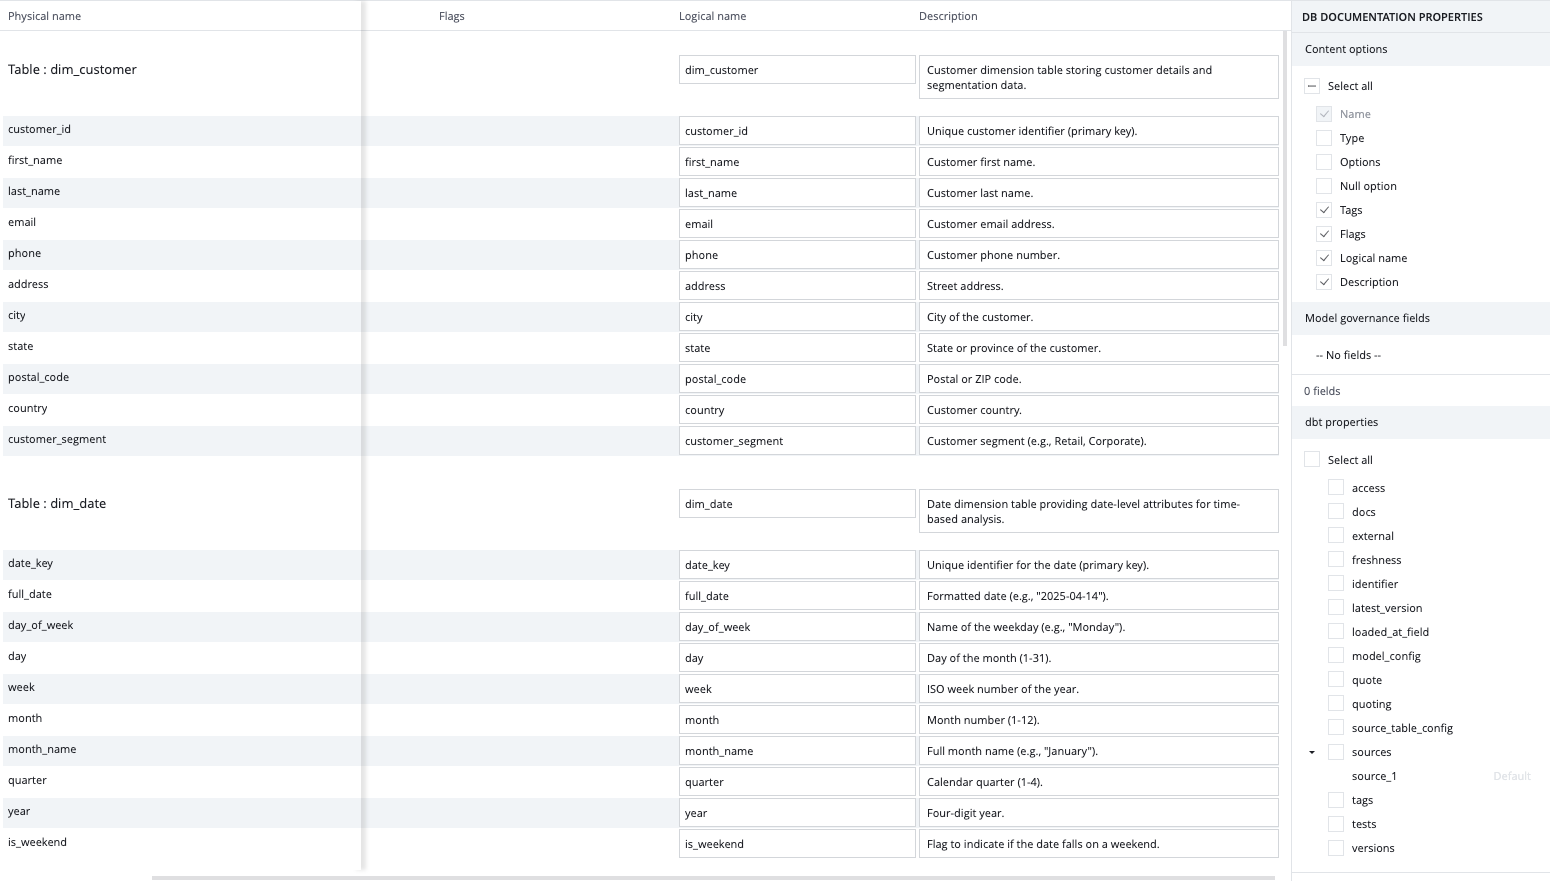 Physical name Flags Logical name Description
Table : dim_customer dim_customer Customer dimension table storing customer details and
segmentation data.
customer_id customer_id Unique customer identifier (primary key).
first_name first_name Customer first name.
last_name last_name Customer last name.
email email Customer email address.
phone phone Customer phone number.
address address Street address.
city city City of the customer.
state state State or province of the customer.
postal_code postal_code Postal or ZIP code.
country country Customer country.
customer_segment customer_segment Customer segment (e.g., Retail, Corporate).
Table : dim_date dim_date Date dimension table providing date-level attributes for time-
based analysis.
date_key date_key Unique identifier for the date (primary key).
full_date full_date Formatted date (e.g., "2025-04-14").
day_of_week day_of_week Name of the weekday (e.g., "Monday").
day day Day of the month (1-31).
week week ISO week number of the year.
month month Month number (1-12).
month_name month_name Full month name (e.g., "January").
quarter quarter Calendar quarter (1-4).
year year Four-digit year.
is_weekend is_weekend Flag to indicate if the date falls on a weekend.
DB DOCUMENTATION PROPERTIES
Content options
Select all
Name
Type
Options
Null option
Tags
Flags
Logical name
Description
Model governance fields
-- No fields --
0 fields
dbt properties
Select all
access
docs
external
freshness
identifier
latest_version
loaded_at_field
model_config
quote
quoting
source_table_config
sources
source_1 Default
tags
tests
versions